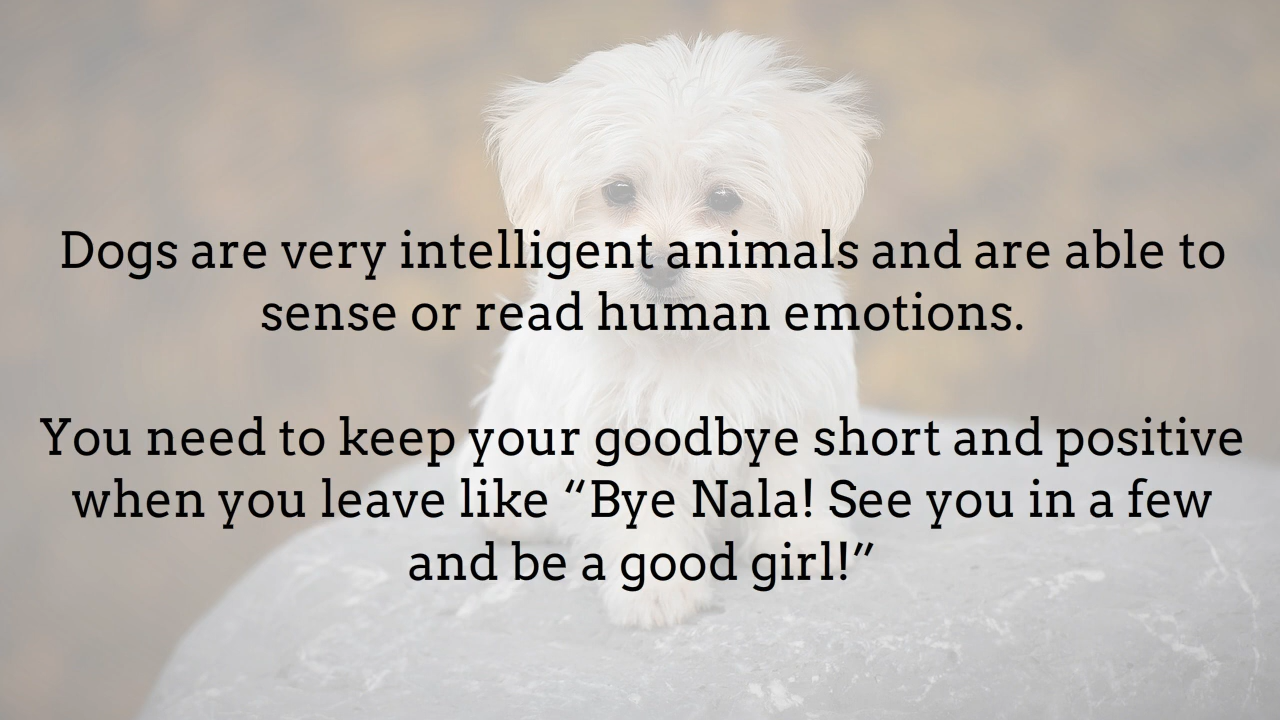 Dogs are very intelligent animals and are able to
sense or read human emotions.
You need to keep your goodbye short and positive
when you leave like “Bye Nala! See you in a few
and be a good girl!”